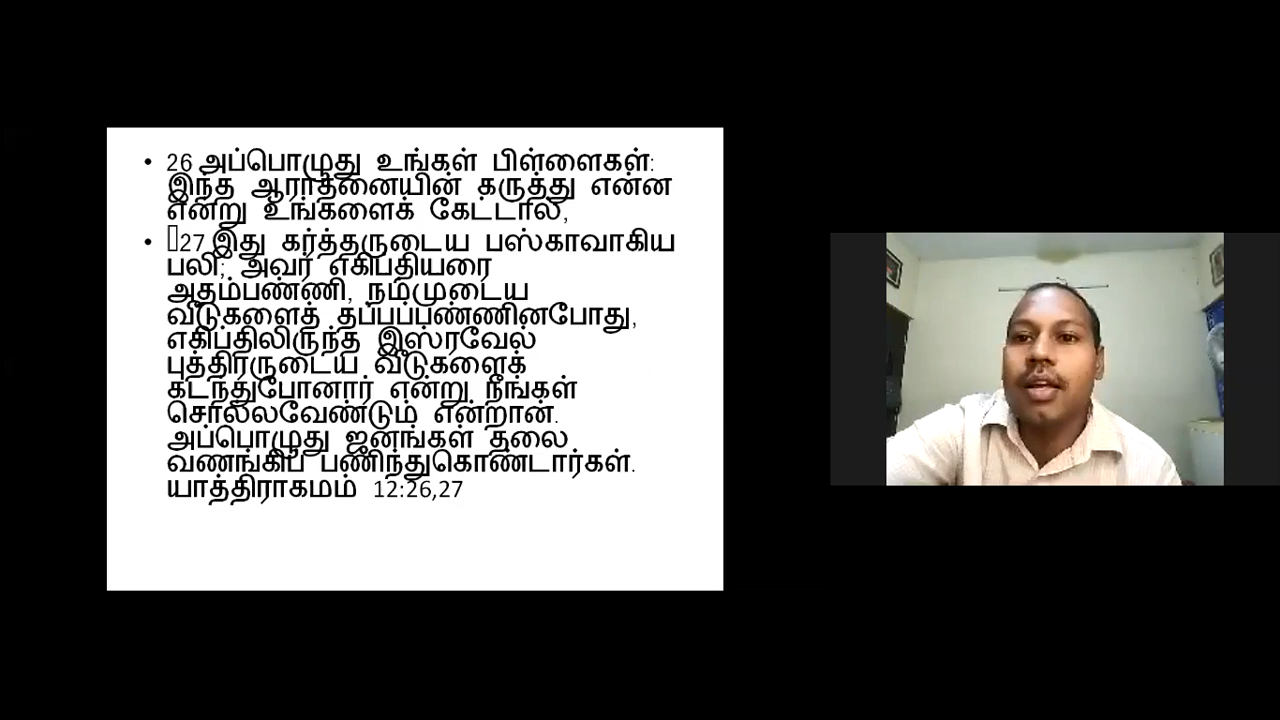 • 26 அப்பொழுது உங்கள் பிள்ளைகள்:
இந்த ஆராதனையின் கருத்து என்ன
என்று உங்களைக் கேட்டால்,
• 27 இது கர்த்தருடைய பஸ்காவாகிய
பலி; அவர் எகிப்தியரை
அதம்பண்ணி, நம்முடைய
வீடுகளைத் தப்பப்பண்ணினபோது,
எகிப்திலிருந்த இஸ்ரவேல்
புத்திரருடைய வீடுகளைக்
கடந்துபோனார் என்று நீங்கள்
சொல்லவேண்டும் என்றான்.
அப்பொழுது ஜனங்கள் தலை
வணங்கிப் பணிந்துகொண்டார்கள்.
யாத்திராகமம் 12:26,27